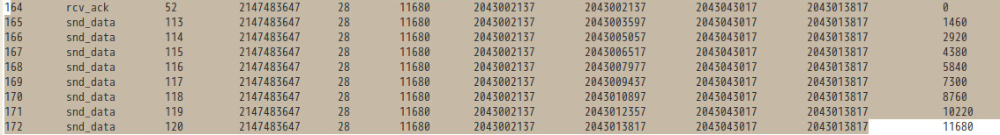 164 rcv_ack 52 2147483647 28 11680 2043002137 2043002137 2043043017 2043013817 0
165 snd_data 113 2147483647 28 11680 2043002137 2043003597 2043043017 2043013817 1460
166 snd_data 114 2147483647 28 11680 2043002137 2043005057 2043043017 2043013817 2920
167 snd_data 115 2147483647 28 11680 2043002137 2043006517 2043043017 2043013817 4380
168 snd_data 116 2147483647 28 11680 2043002137 2043007977 2043043017 2043013817 5840
169 snd_data 117 2147483647 28 11680 2043002137 2043009437 2043043017 2043013817 7300
170 snd_data 118 2147483647 28 11680 2043002137 2043010897 2043043017 2043013817 8760
171 snd_data 119 2147483647 28 11680 2043002137 2043012357 2043043017 2043013817 10220
172 snd_data 120 2147483647 28 11680 2043002137 2043013817 2043043017 2043013817 11680